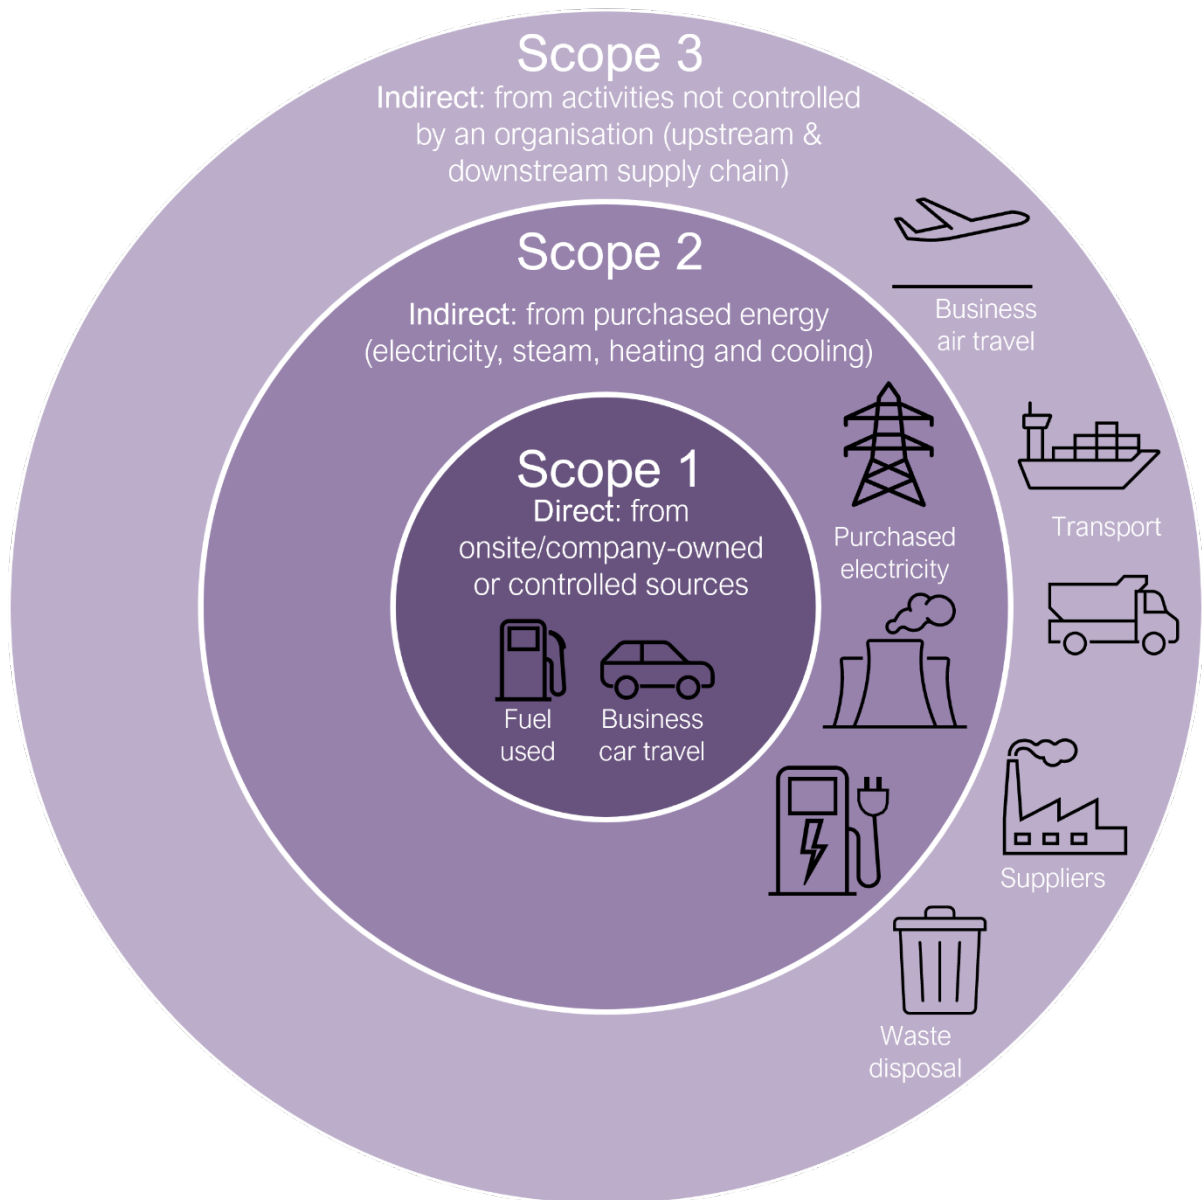 Scope 3
Indirect: from activities not controlled
by an organisation (upstream &
downstream supply chain)
Scope 2
Indirect: from purchased energy
(electricity, steam, heating and cooling)
Scope 1
Direct: from
onsite/company-owned
or controlled sources
Fuel
used
Business
car travel
Purchased
electricity
Business
air travel
Transport
Suppliers
Waste
disposal